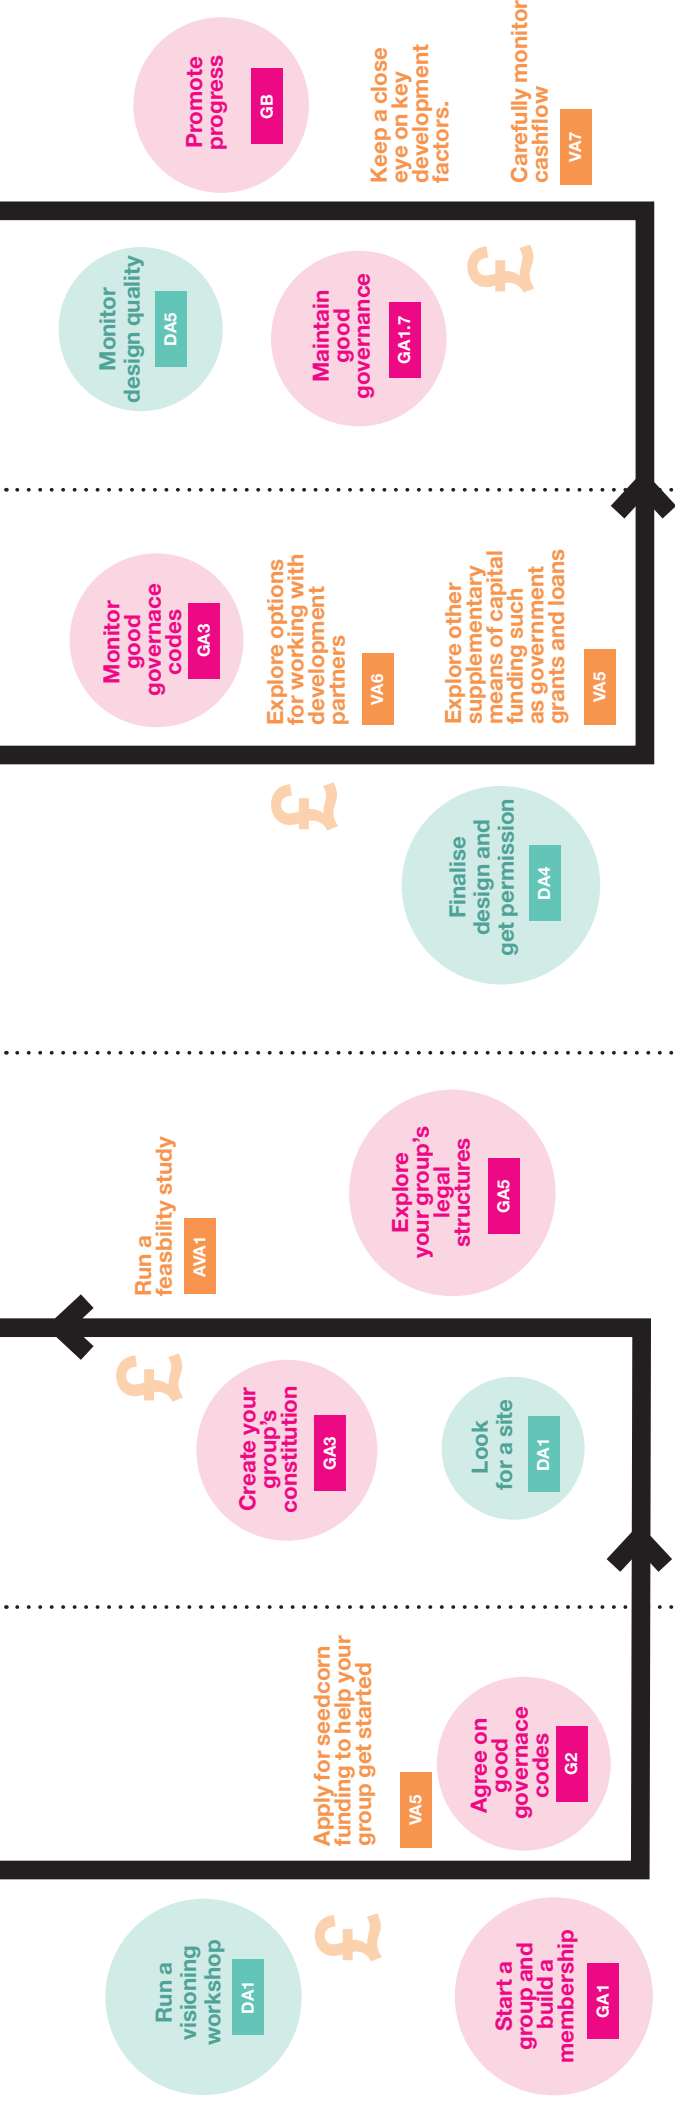 Run a
visioning
workshop
DA1
Start a
group and
build a
membership
GA1
£
Apply for seedcorn
funding to help your
group get started
VA5
Agree on
good
governace
codes
G2
£
Create your
group's
constitution
GA3
Look
for a site
DA1
Run a
feasbility study
AVA1
Explore
your group's
legal
structures
GA5
£
Finalise
design and
get permission
DA4
Monitor
good
governace
codes
GA3
Explore options
for working with
development
partners
VA6
Explore other
supplementary
means of capital
funding such
as government
grants and loans
VA5
Monitor
design quality
DA5
Maintain
good
governance
GA1.7
£
Promote
progress
GB
Keep a close
eye on key
development
factors.
Carefully monitor
cashflow
VA7